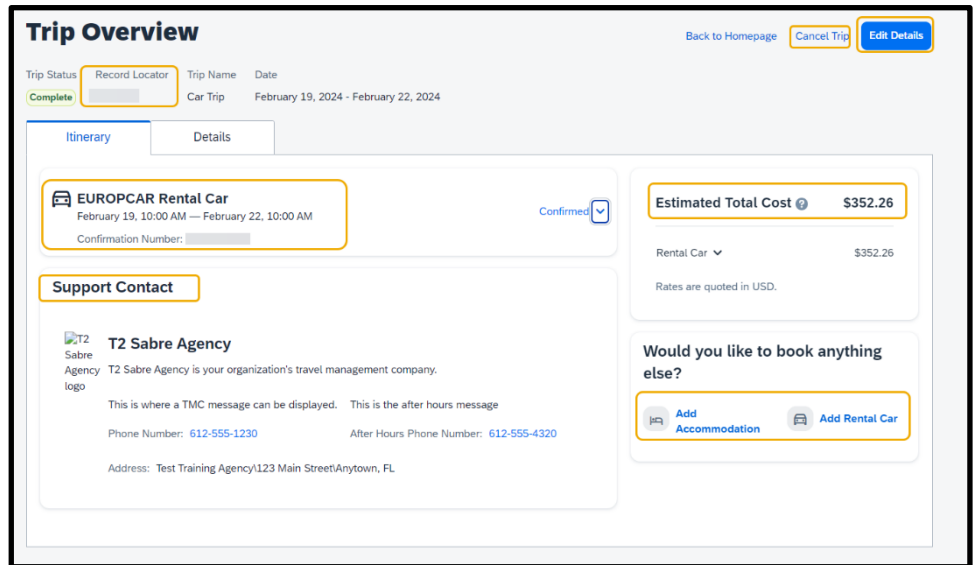 Trip Overview
Back to Homepage Cancel Trip Edit Details
Trip Status Record Locator Trip Name Date
Complete Car Trip February 19, 2024 - February 22, 2024
Itinerary Details
EUROPCAR Rental Car
February 19, 10:00 AM — February 22, 10:00 AM
Confirmation Number:
Confirmed
Estimated Total Cost ? $352.26
Rental Car $352.26
Rates are quoted in USD.
Support Contact
T2 Sabre Agency logo
T2 Sabre Agency
T2 Sabre Agency is your organization's travel management company.
This is where a TMC message can be displayed. This is the after hours message
Phone Number: 612-555-1230 After Hours Phone Number: 612-555-4320
Address: Test Training Agency\123 Main Street\Anytown, FL
Would you like to book anything
else?
Add
Accommodation
Add Rental Car